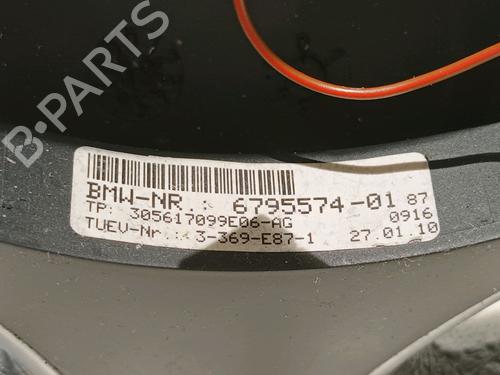 B-PARTS
BMW-NR.: 6795574-01 87
TP: 305617099E06-AG 0916
TUEV-Nr.: 3-369-E87-1 27.01.10